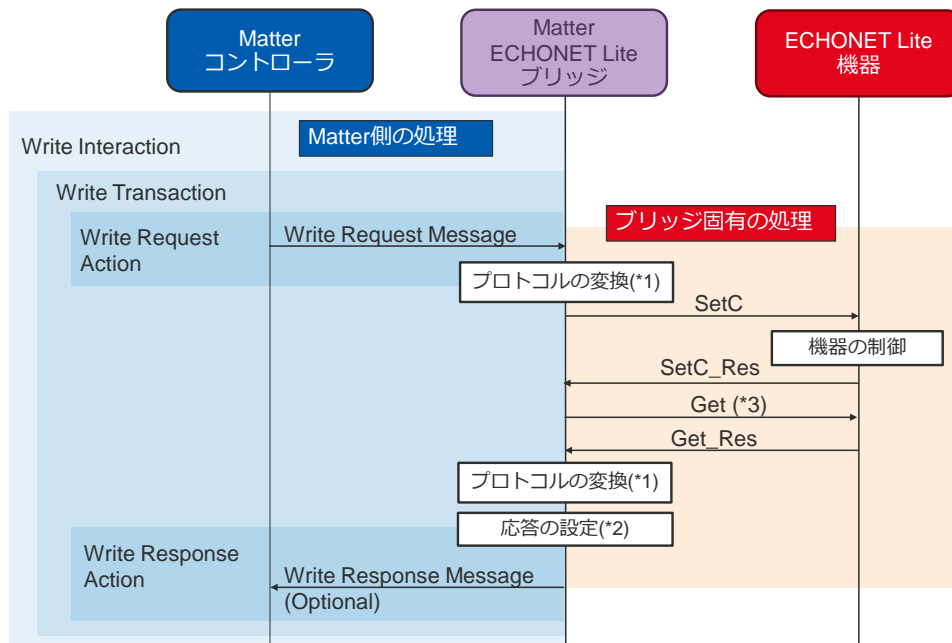 Matter
コントローラ
Matter
ECHONET Lite
ブリッジ
ECHONET Lite
機器
Matter側の処理
Write Interaction
Write Transaction
ブリッジ固有の処理
Write Request
Action
Write Request Message
プロトコルの変換(*1)
SetC
機器の制御
SetC_Res
Get (*3)
Get_Res
プロトコルの変換(*1)
応答の設定(*2)
Write Response
Action
Write Response Message
(Optional)